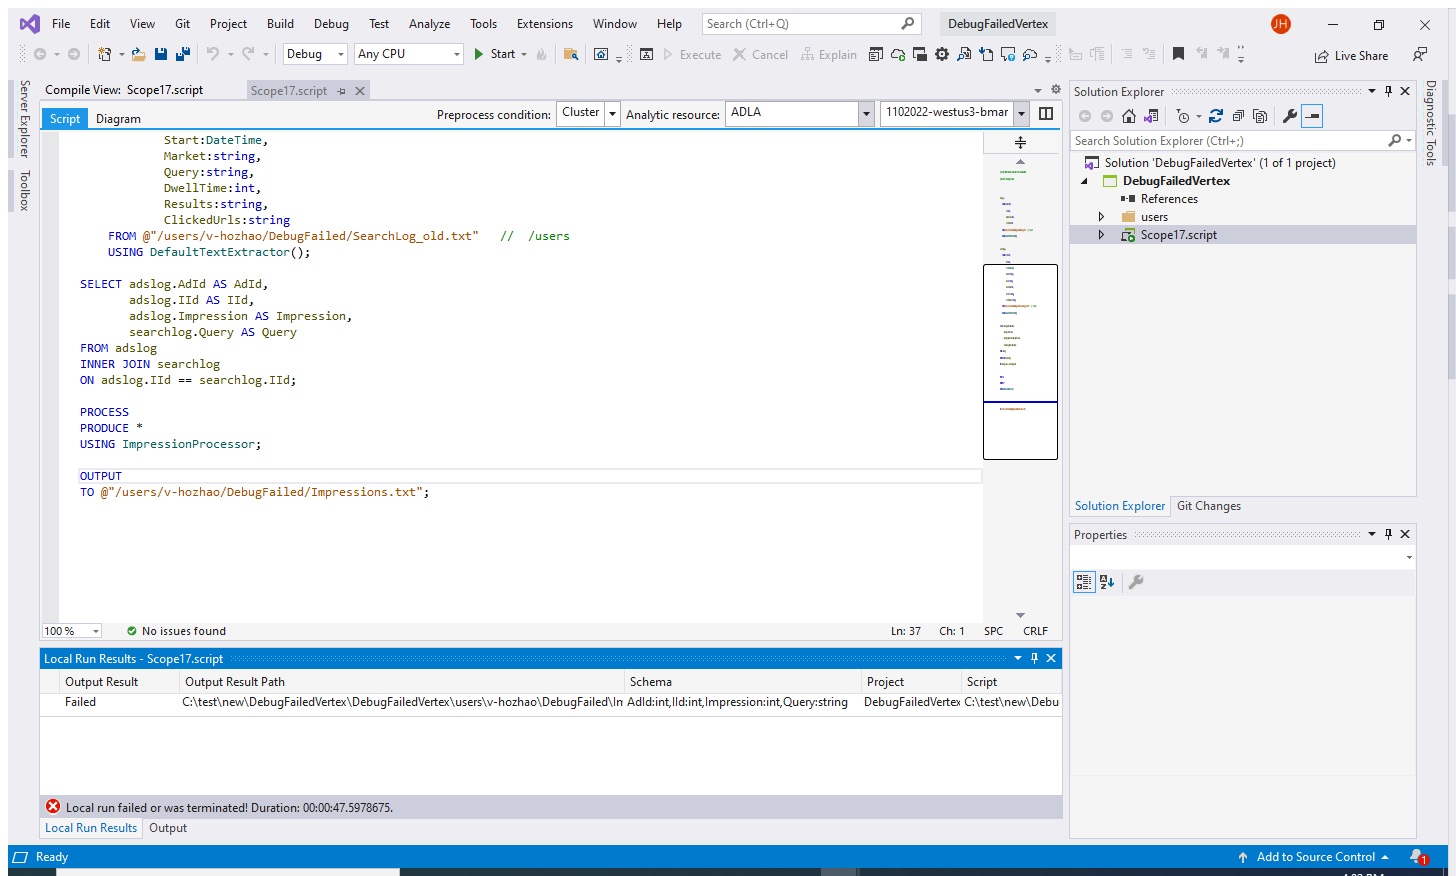 File Edit View Git Project Build Debug Test Analyze Tools Extensions Window Help Search (Ctrl+Q) DebugFailedVertex JH
Debug Any CPU Start Execute Cancel Explain Live Share
Server Explorer
Toolbox
Compile View: Scope17.script Scope17.script
Script Diagram Preprocess condition: Cluster Analytic resource: ADLA 1102022-westus3-bmar
Start:DateTime,
Market:string,
Query:string,
DwellTime:int,
Results:string,
ClickedUrls:string
FROM @"/users/v-hozhao/DebugFailed/SearchLog_old.txt" // /users
USING DefaultTextExtractor();
SELECT adslog.AdId AS AdId,
adslog.IId AS IId,
adslog.Impression AS Impression,
searchlog.Query AS Query
FROM adslog
INNER JOIN searchlog
ON adslog.IId == searchlog.IId;
PROCESS
PRODUCE *
USING ImpressionProcessor;
OUTPUT
TO @"/users/v-hozhao/DebugFailed/Impressions.txt";
100 % No issues found Ln: 37 Ch: 1 SPC CRLF
Local Run Results - Scope17.script
Output Result Output Result Path Schema Project Script
Failed C:\test\new\DebugFailedVertex\DebugFailedVertex\users\v-hozhao\DebugFailed\Im AdId:int,IId:int,Impression:int,Query:string DebugFailedVertex C:\test\new\Debu
Local run failed or was terminated! Duration: 00:00:47.5978675.
Local Run Results Output
Solution Explorer
Search Solution Explorer (Ctrl+;)
Solution 'DebugFailedVertex' (1 of 1 project)
DebugFailedVertex
References
users
Scope17.script
Solution Explorer Git Changes
Properties
Diagnostic Tools
Ready Add to Source Control 1